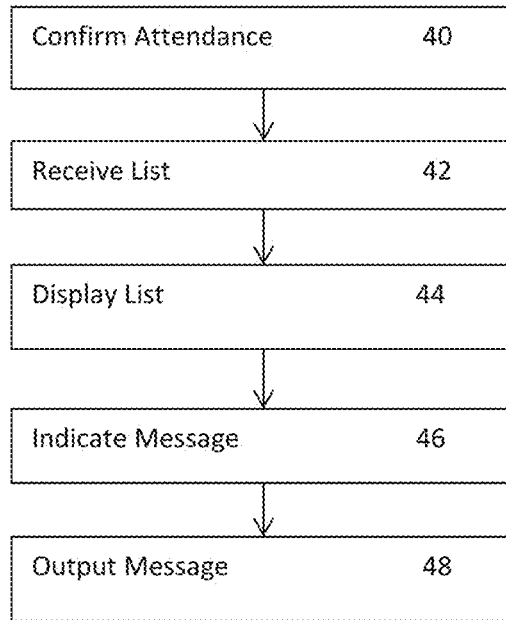 Confirm Attendance 40
Receive List 42
Display List 44
Indicate Message 46
Output Message 48